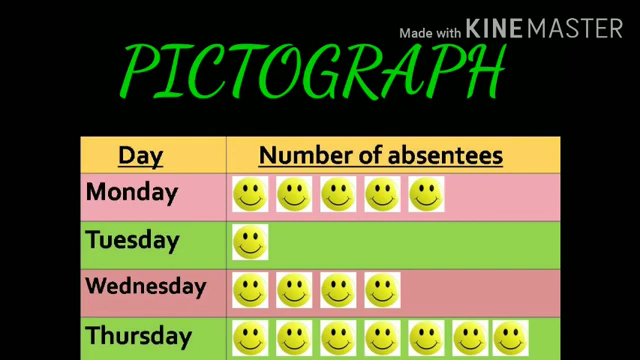 Made with KINEMASTER
PICTOGRAPH
Day Number of absentees
Monday
Tuesday
Wednesday
Thursday